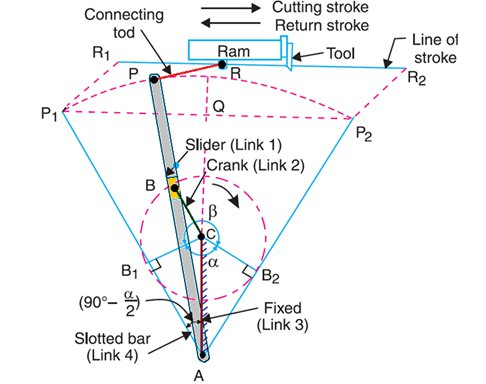 Connecting
tod
Cutting stroke
Return stroke
Ram
Tool
Line of
stroke
R1
P
R
R2
P1
Q
P2
Slider (Link 1)
Crank (Link 2)
B
β
C
α
B1
B2
(90°– α/2)
Fixed
(Link 3)
Slotted bar
(Link 4)
A